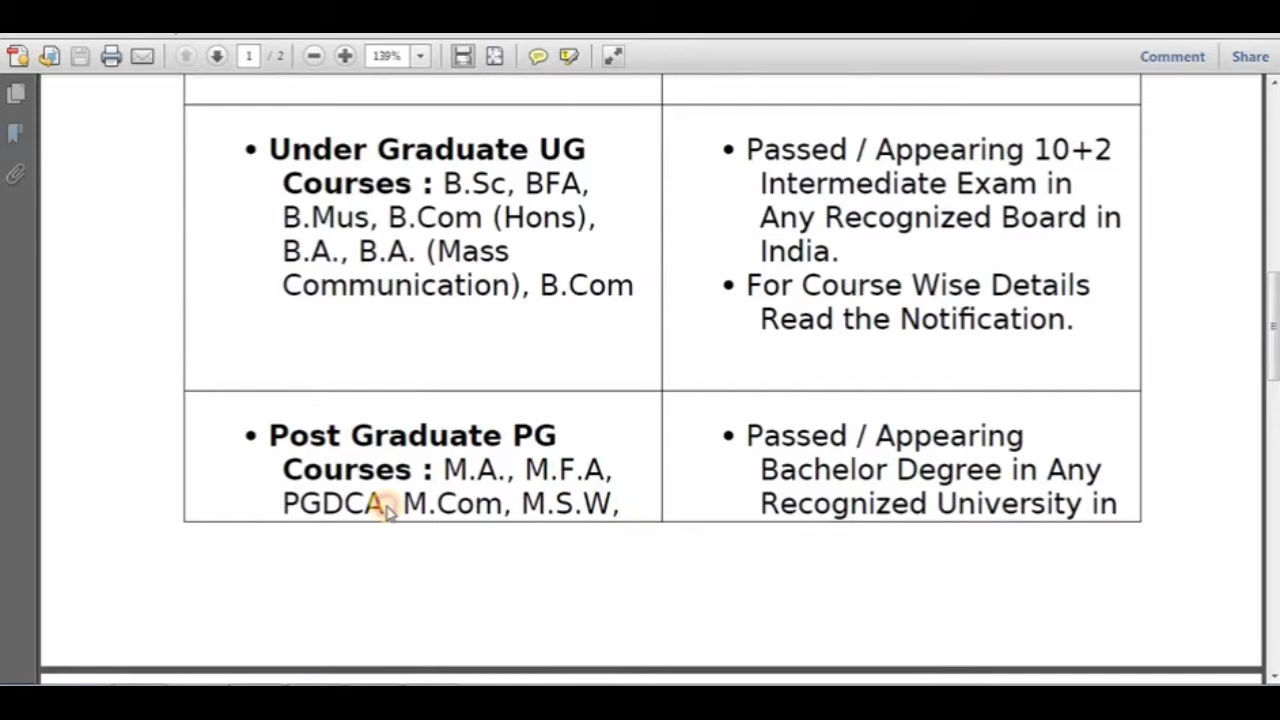 1 / 2 139% Comment Share
• Under Graduate UG
Courses : B.Sc, BFA,
B.Mus, B.Com (Hons),
B.A., B.A. (Mass
Communication), B.Com
• Passed / Appearing 10+2
Intermediate Exam in
Any Recognized Board in
India.
• For Course Wise Details
Read the Notification.
• Post Graduate PG
Courses : M.A., M.F.A,
PGDCA, M.Com, M.S.W,
• Passed / Appearing
Bachelor Degree in Any
Recognized University in